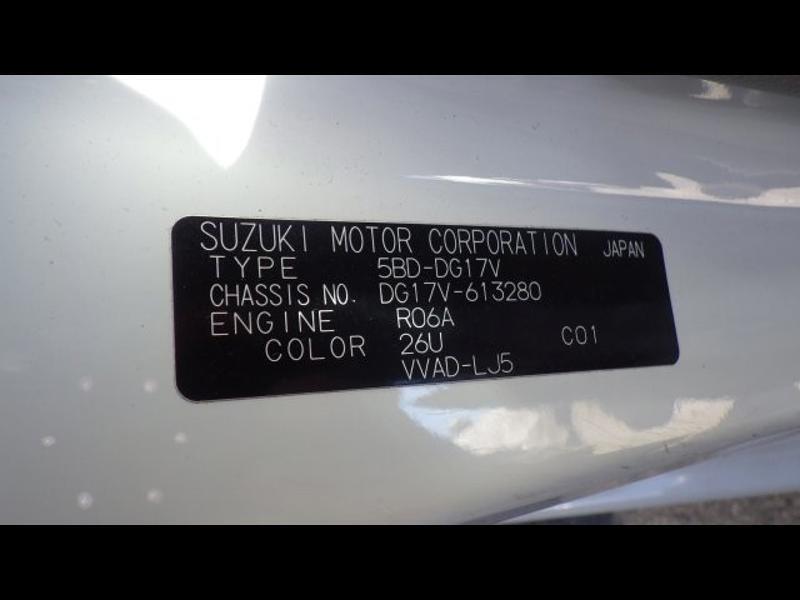 SUZUKI MOTOR CORPORATION JAPAN
TYPE 5BD-DG17V
CHASSIS NO. DG17V-613280
ENGINE R06A
COLOR 26U C01
VVAD-LJ5